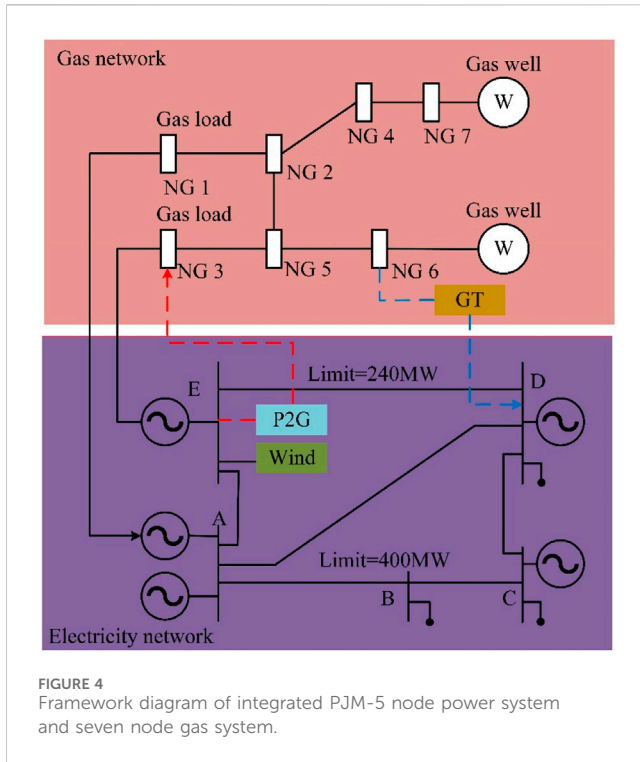 Gas network
Gas well
W
NG 4
NG 7
Gas load
NG 1
NG 2
Gas load
Gas well
W
NG 3
NG 5
NG 6
GT
E
Limit=240MW
D
P2G
Wind
A
Limit=400MW
B
C
Electricity network
FIGURE 4
Framework diagram of integrated PJM-5 node power system
and seven node gas system.